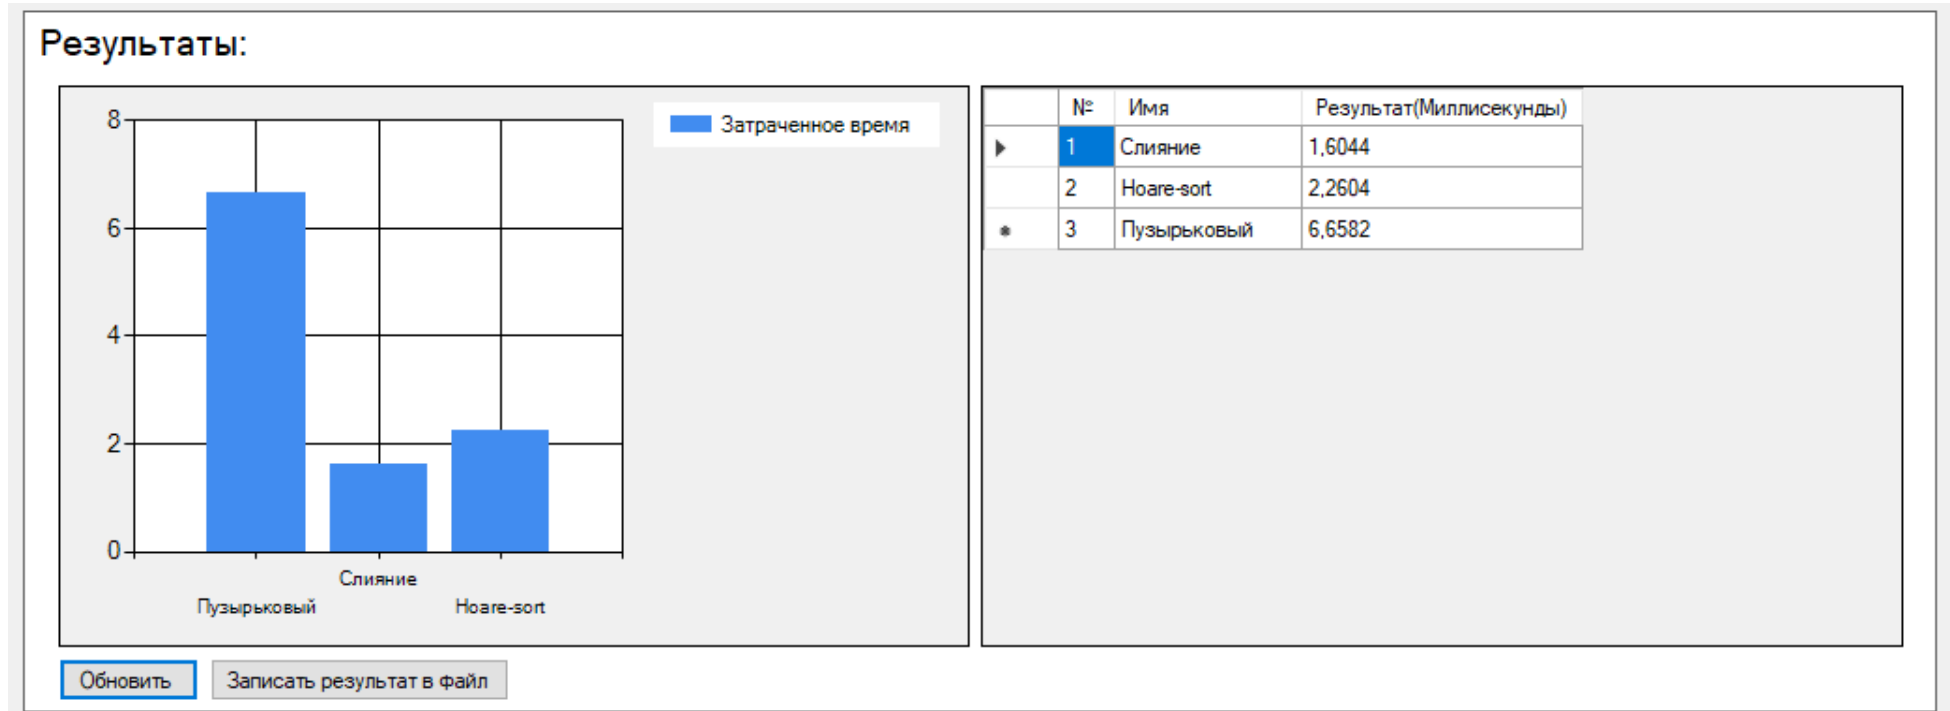 Результаты:
8
6
4
2
0
Слияние
Пузырьковый Hoare-sort
Затраченное время
№ Имя Результат(Миллисекунды)
1 Слияние 1,6044
2 Hoare-sort 2,2604
3 Пузырьковый 6,6582
Обновить Записать результат в файл